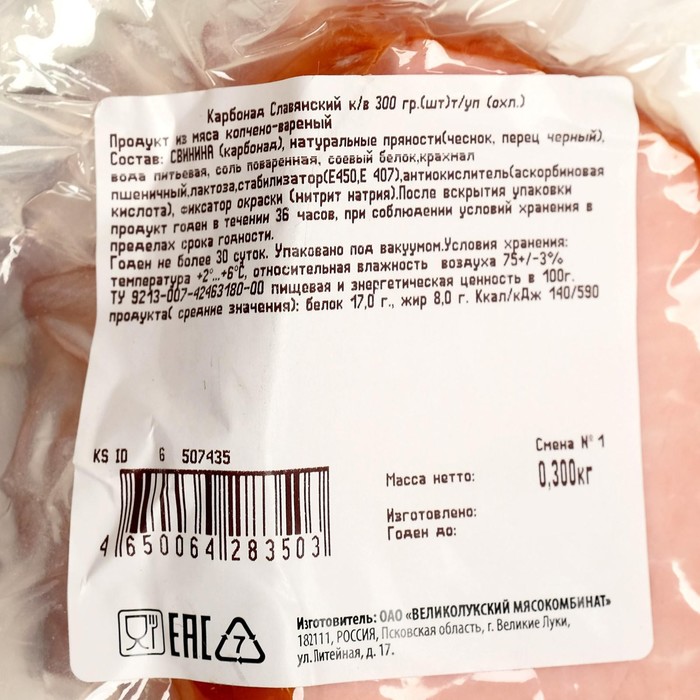 Карбонад Славянский к/в 300 гр.(шт)т/уп (охл.)
Продукт из мяса копчено-вареный
Состав: СВИНИНА (карбонад), натуральные пряности(чеснок, перец черный),
вода питьевая, соль поваренная, соевый белок,крахмал
пшеничный,лактоза,стабилизатор(Е450,Е 407),антиокислитель(аскорбиновая
кислота), фиксатор окраски (нитрит натрия).После вскрытия упаковки
продукт годен в течении 36 часов, при соблюдении условий хранения в
пределах срока годности.
Годен не более 30 суток. Упаковано под вакуумом.Условия хранения:
температура +2°...+6°С, относительная влажность воздуха 75+/-3%
ТУ 9213-007-42463180-00 пищевая и энергетическая ценность в 100г.
продукта( средние значения): белок 17,0 г., жир 8,0 г. Ккал/кДж 140/590
KS ID 6 507435
Смена № 1
Масса нетто: 0,300кг
Изготовлено:
Годен до:
4 650064 283503
EAC 7
Изготовитель: ОАО «ВЕЛИКОЛУКСКИЙ МЯСОКОМБИНАТ»
182111, РОССИЯ, Псковская область, г. Великие Луки,
ул. Литейная, д. 17.